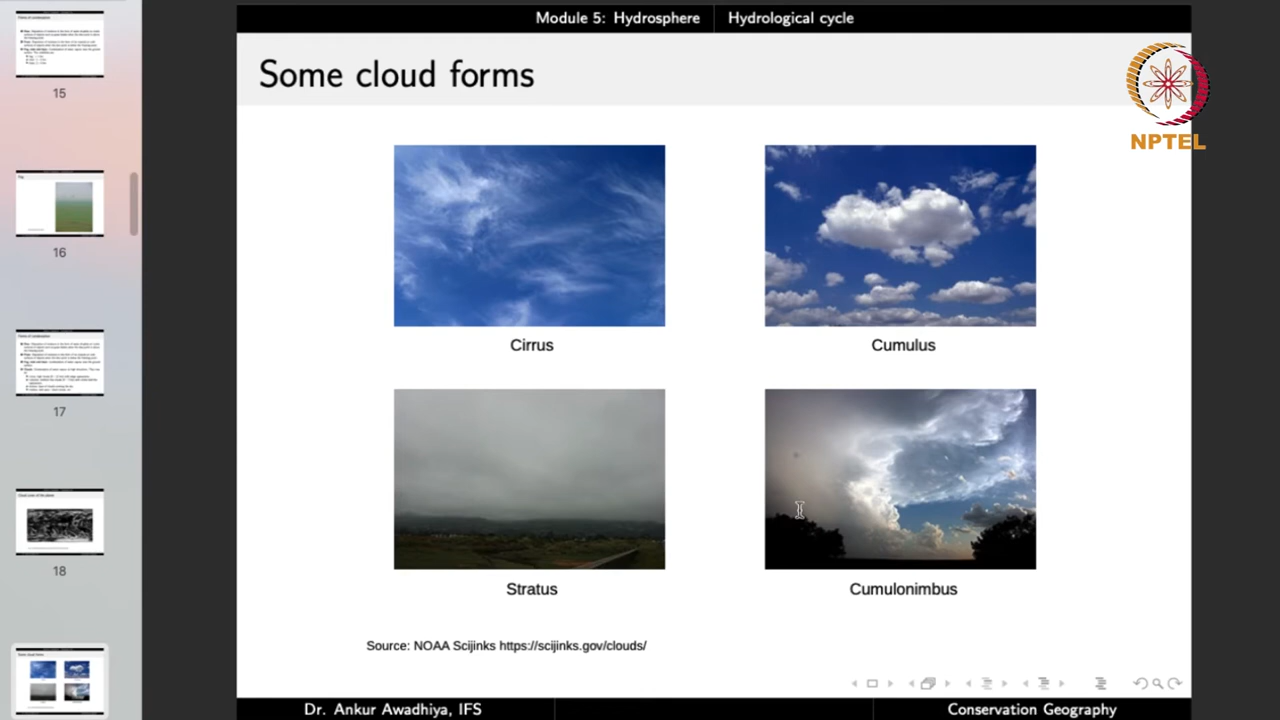 Module 5: Hydrosphere Hydrological cycle
Some cloud forms
NPTEL
Cirrus Cumulus
Stratus Cumulonimbus
Source: NOAA Scijinks https://scijinks.gov/clouds/
Dr. Ankur Awadhiya, IFS Conservation Geography
15
16
17
18